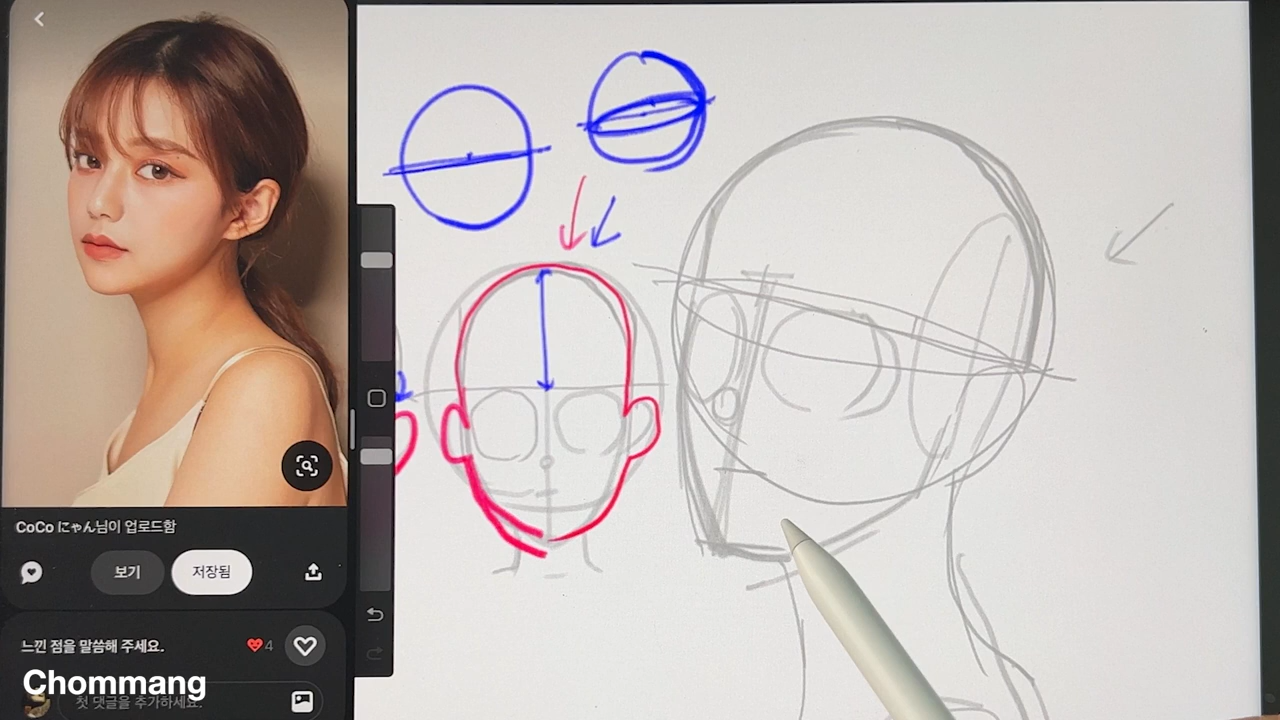 CoCo にゃん님이 업로드함
보기
저장됨
느낀 점을 말씀해 주세요.
4
Chommang
첫 댓글을 추가하세요.